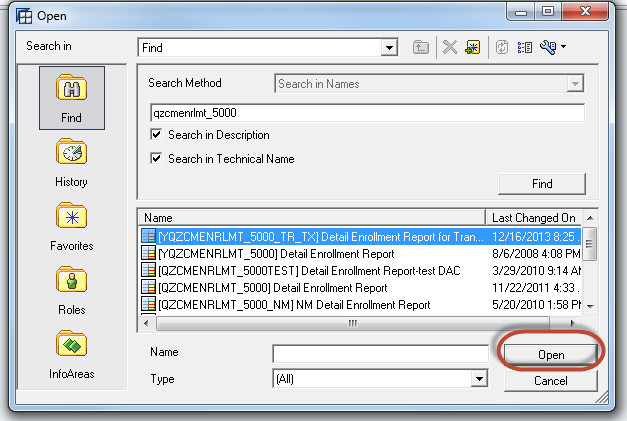 Open
Search in
Find
Find
History
Favorites
Roles
InfoAreas
Search Method
Search in Names
qzcmenrlmt_5000
Search in Description
Search in Technical Name
Find
Name Last Changed On
[YQZCMENRLMT_5000_TR_TX] Detail Enrollment Report for Tran... 12/16/2013 8:25 .
[YQZCMENRLMT_5000] Detail Enrollment Report 8/6/2008 4:08 PM
[QZCMENRLMT_5000TEST] Detail Enrollment Report-test DAC 3/29/2010 9:14 A
[QZCMENRLMT_5000] Detail Enrollment Report 11/22/2011 4:33 .
[QZCMENRLMT_5000_NM] NM Detail Enrollment Report 5/20/2010 1:58 P
Name
Open
Type
(All)
Cancel